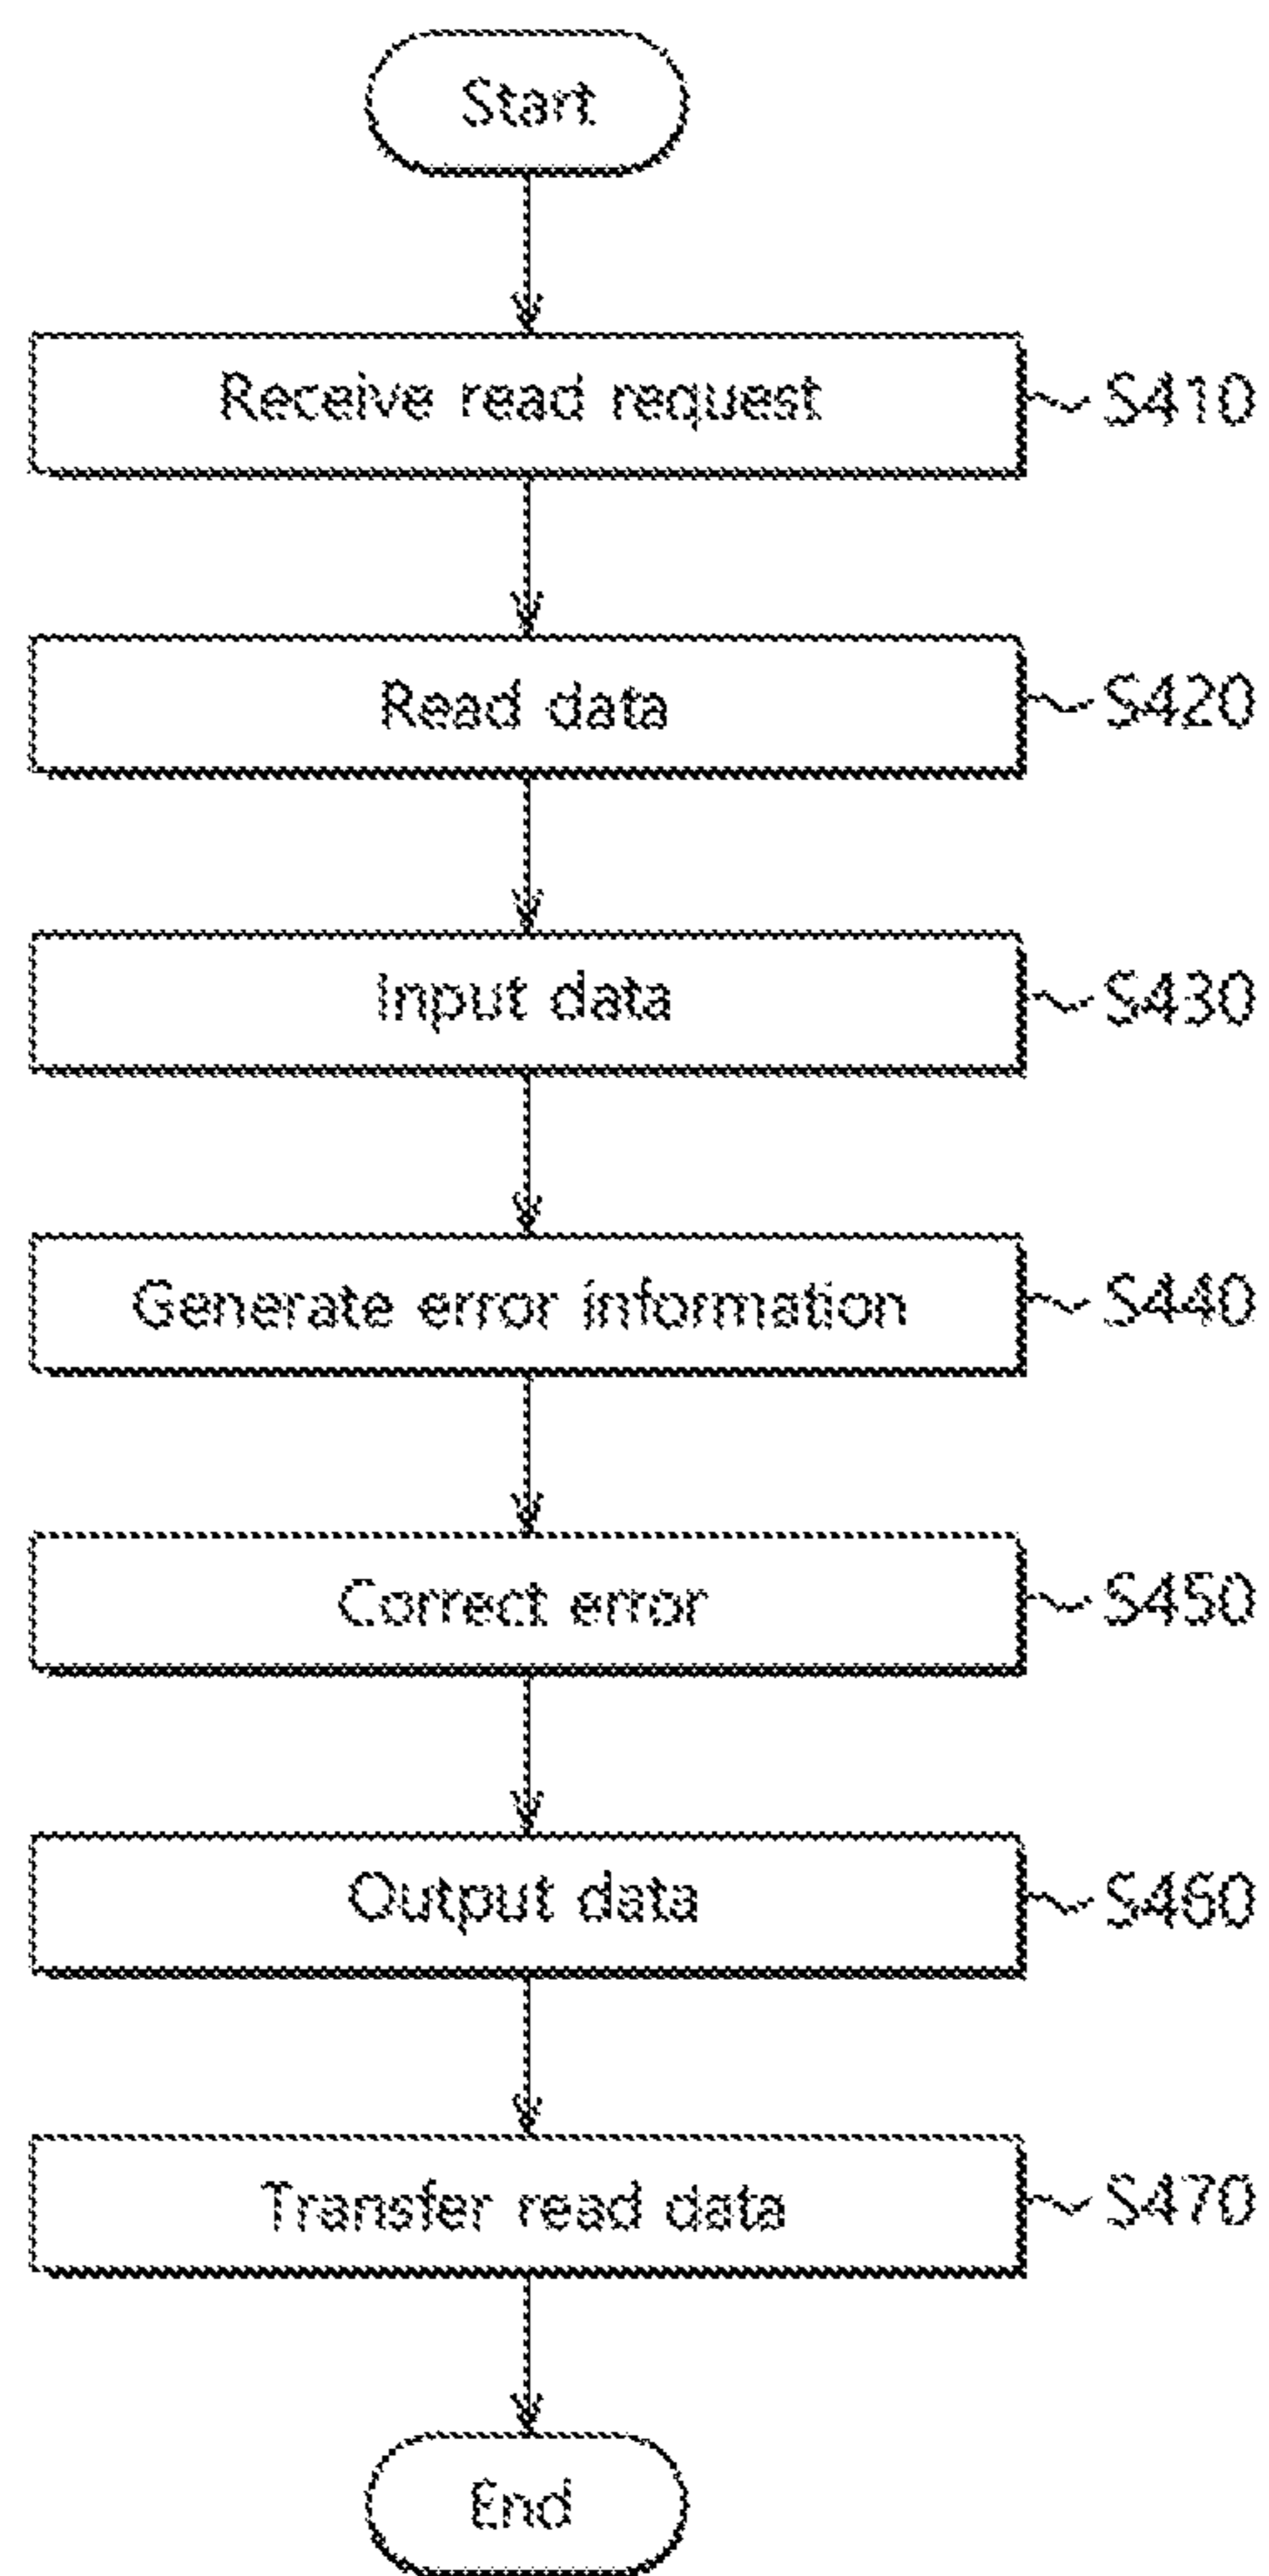 Start
Receive read request
S410
Read data
S420
Input data
S430
Generate error information
S440
Correct error
S450
Output data
S460
Transfer read data
S470
End